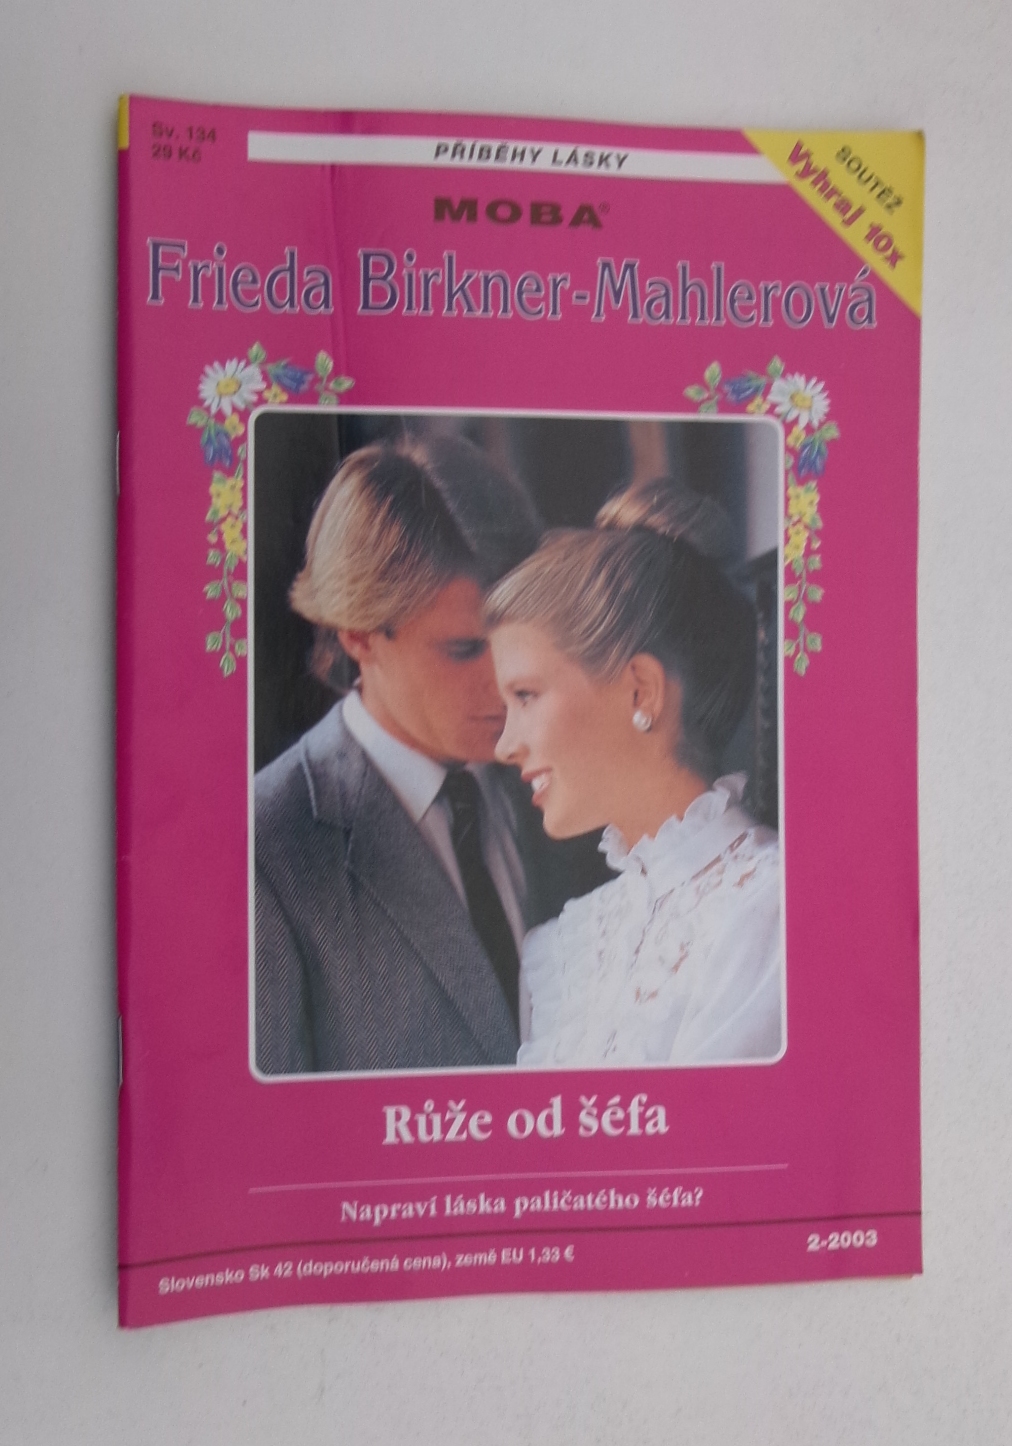 Sv. 134
29 Kč
PŘÍBĚHY LÁSKY
SOUTĚŽ
Vyhraj 10x
MOBA®
Frieda Birkner-Mahlerová
Růže od šéfa
Napraví láska paličatého šéfa?
2-2003
Slovensko Sk 42 (doporučená cena), země EU 1,33 €